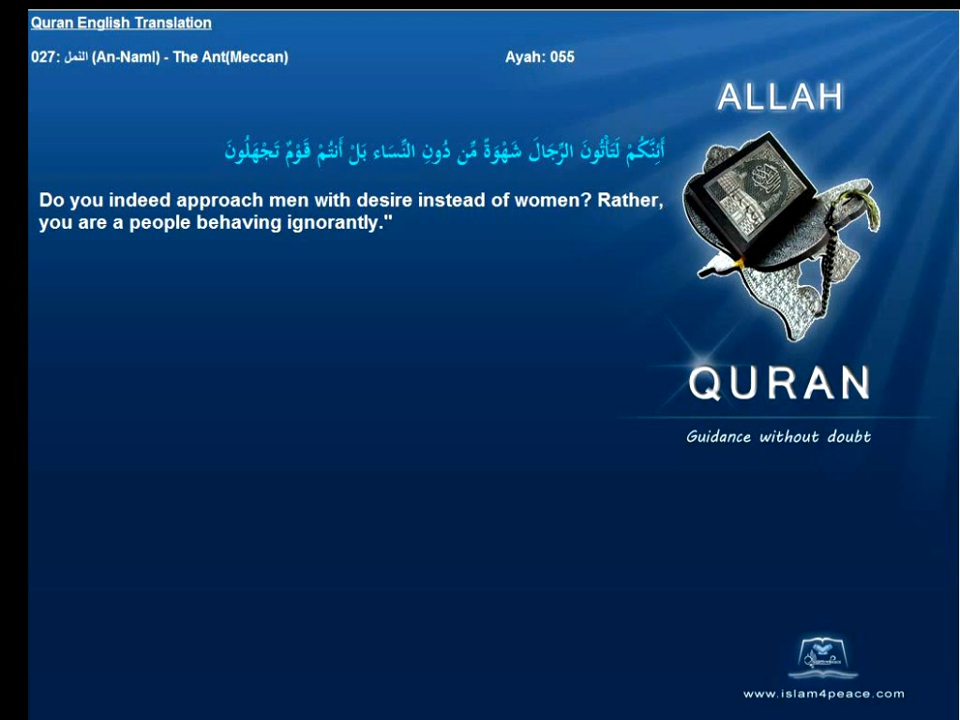 Quran English Translation
027: النمل (An-Naml) - The Ant(Meccan) Ayah: 055
ALLAH
أَئِنَّكُمْ لَتَأْتُونَ الرِّجَالَ شَهْوَةً مِّن دُونِ النِّسَاء بَلْ أَنتُمْ قَوْمٌ تَجْهَلُونَ
Do you indeed approach men with desire instead of women? Rather,
you are a people behaving ignorantly."
QURAN
Guidance without doubt
www.islam4peace.com